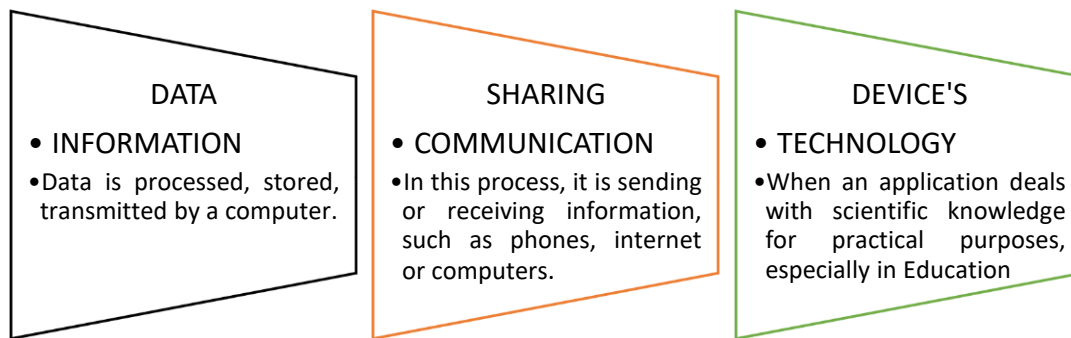 DATA
• INFORMATION
•Data is processed, stored,
transmitted by a computer.
SHARING
• COMMUNICATION
•In this process, it is sending
or receiving information,
such as phones, internet
or computers.
DEVICE'S
• TECHNOLOGY
•When an application deals
with scientific knowledge
for practical purposes,
especially in Education